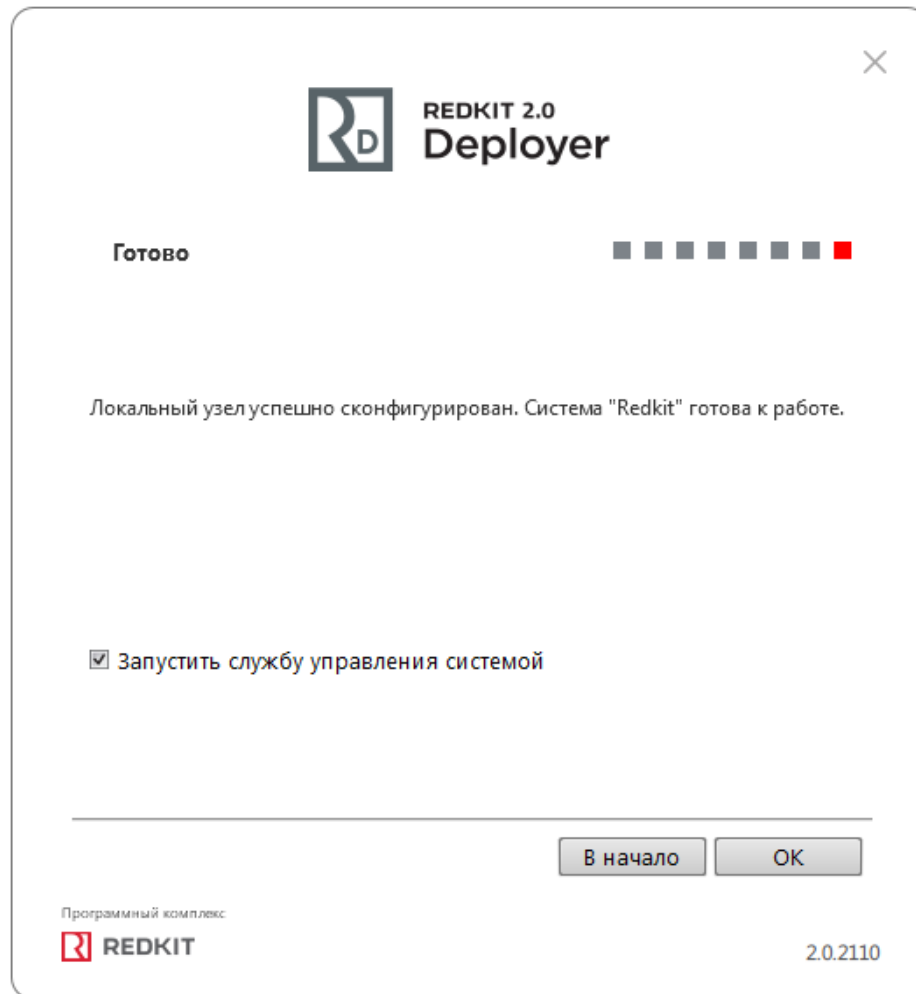 REDKIT 2.0
Deployer
Готово
Локальный узел успешно сконфигурирован. Система "Redkit" готова к работе.
Запустить службу управления системой
В начало OK
Программный комплекс
REDKIT
2.0.2110